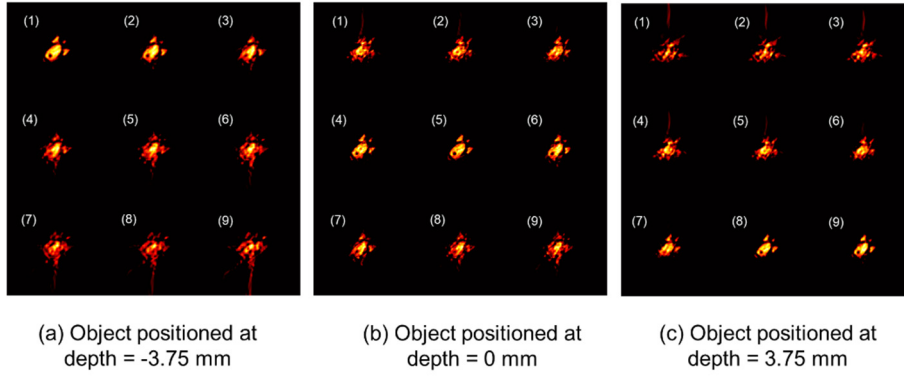 (1) (2) (3)
(4) (5) (6)
(7) (8) (9)
(1) (2) (3)
(4) (5) (6)
(7) (8) (9)
(1) (2) (3)
(4) (5) (6)
(7) (8) (9)
(a) Object positioned at
depth = -3.75 mm
(b) Object positioned at
depth = 0 mm
(c) Object positioned at
depth = 3.75 mm